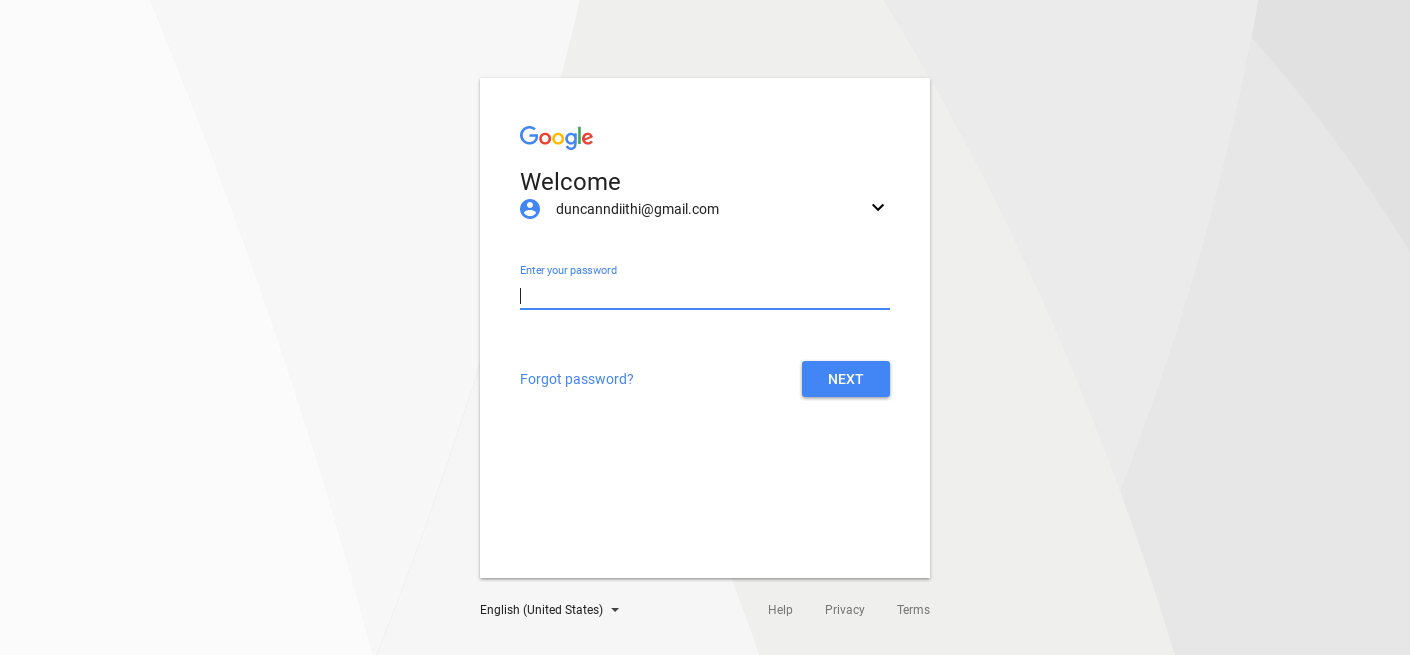 Google
Welcome
duncanndiithi@gmail.com
Enter your password
Forgot password?
NEXT
English (United States)
Help
Privacy
Terms